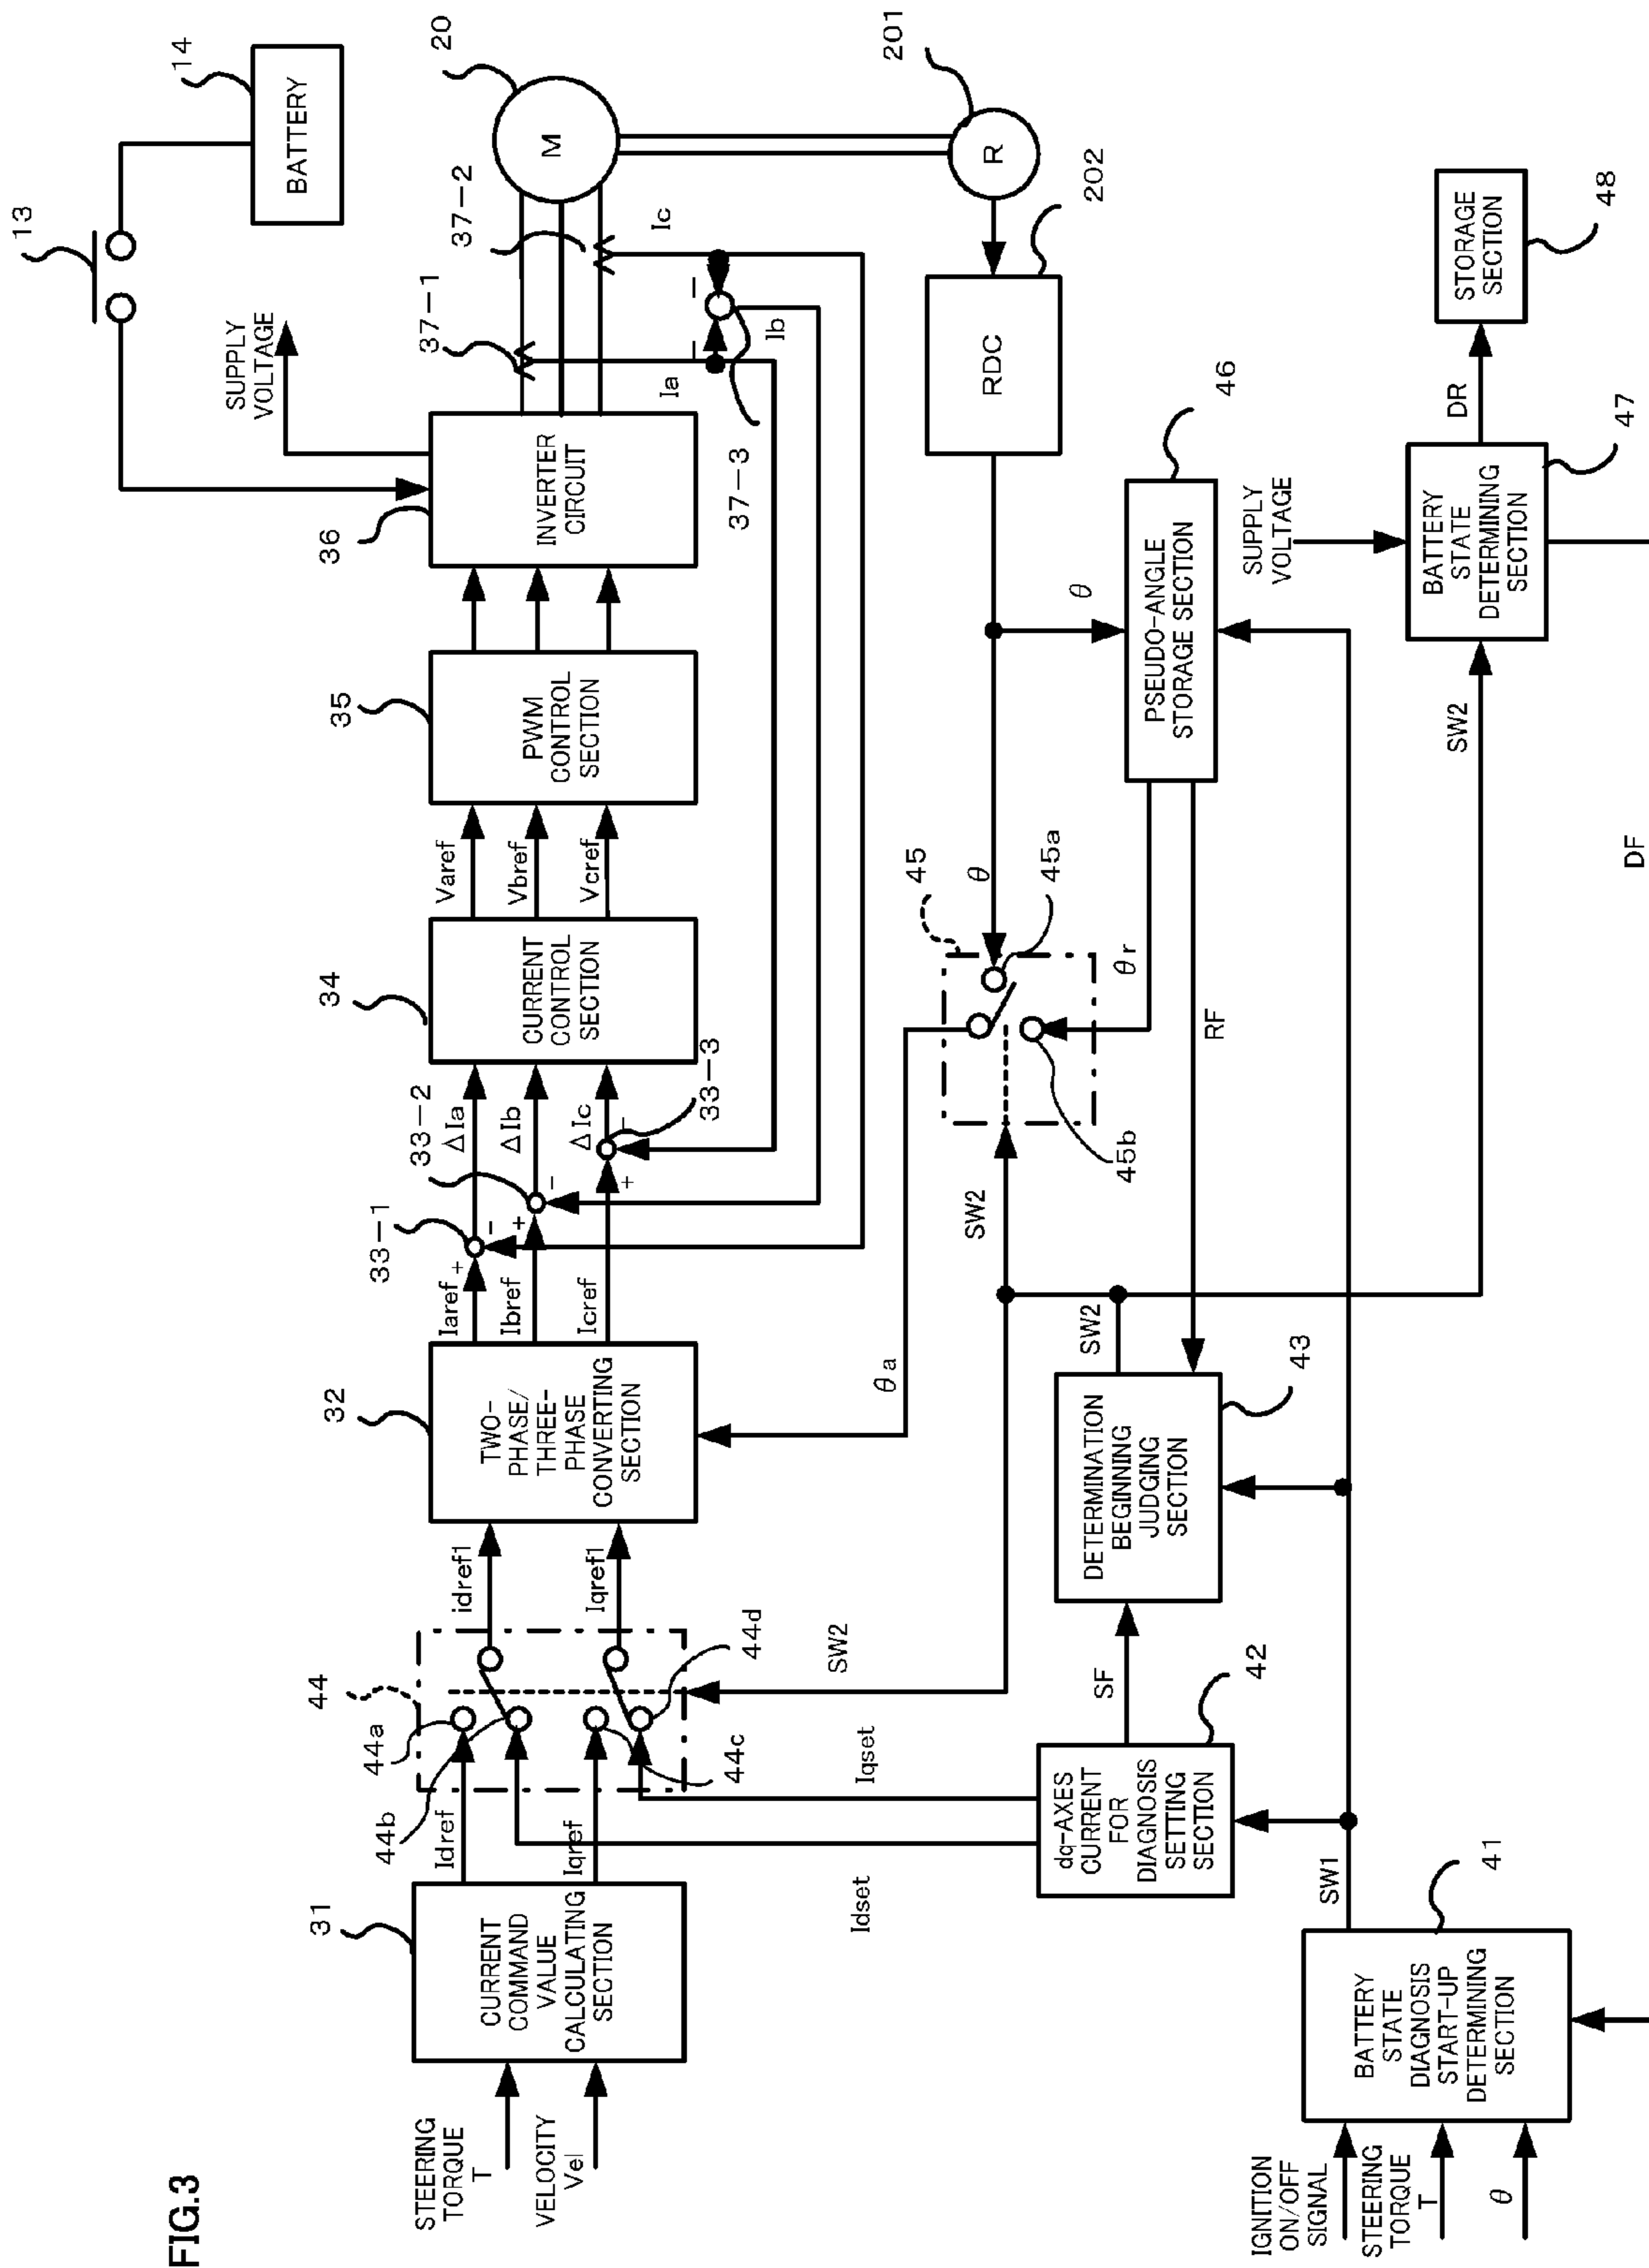 FIG.3
STEERING
TORQUE
T
VELOCITY
Vel
31
CURRENT
COMMAND
VALUE
CALCULATING
SECTION
Idref
Iqref
44
44a
44b
44c
44d
idref1
Iqref1
SW2
Idset
Iqset
32
TWO-
PHASE/
THREE-
PHASE
CONVERTING
SECTION
Iaref
Ibref
Icref
+
-
+
-
+
-
33-1
33-2
33-3
ΔIa
ΔIb
ΔIc
34
CURRENT
CONTROL
SECTION
Varef
Vbref
Vcref
35
PWM
CONTROL
SECTION
36
INVERTER
CIRCUIT
SUPPLY
VOLTAGE
13
14
BATTERY
37-1
37-2
37-3
Ia
Ib
Ic
-
-
20
M
201
R
202
RDC
θ
θ
θa
θr
45
45a
45b
SW2
46
PSEUDO-ANGLE
STORAGE SECTION
RF
IGNITION
ON/OFF
SIGNAL
STEERING
TORQUE
T
θ
41
BATTERY
STATE
DIAGNOSIS
START-UP
DETERMINING
SECTION
SW1
42
dq-AXES
CURRENT
FOR
DIAGNOSIS
SETTING
SECTION
SF
43
DETERMINATION
BEGINNING
JUDGING
SECTION
SW2
SW2
SUPPLY
VOLTAGE
47
BATTERY
STATE
DETERMINING
SECTION
DR
48
STORAGE
SECTION
DF